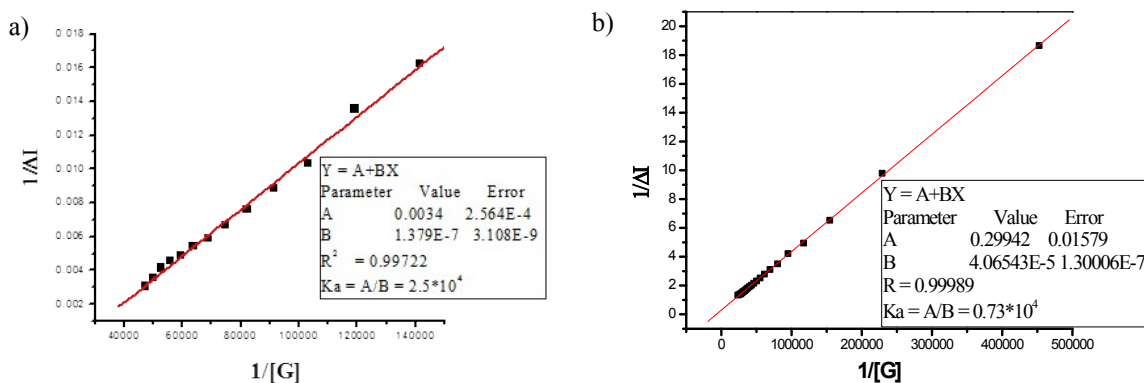 a)
0.018
0.016
0.014
0.012
0.010
0.008
0.006
0.004
0.002
1/ΔI
40000 60000 80000 100000 120000 140000
1/[G]
Y = A+BX
Parameter Value Error
A 0.0034 2.564E-4
B 1.379E-7 3.108E-9
R² = 0.99722
Ka = A/B = 2.5*10⁴
b)
20
18
16
14
12
10
8
6
4
2
0
1/ΔI
0 100000 200000 300000 400000 500000
1/[G]
Y = A+BX
Parameter Value Error
A 0.29942 0.01579
B 4.06543E-5 1.30006E-7
R = 0.99989
Ka = A/B = 0.73*10⁴